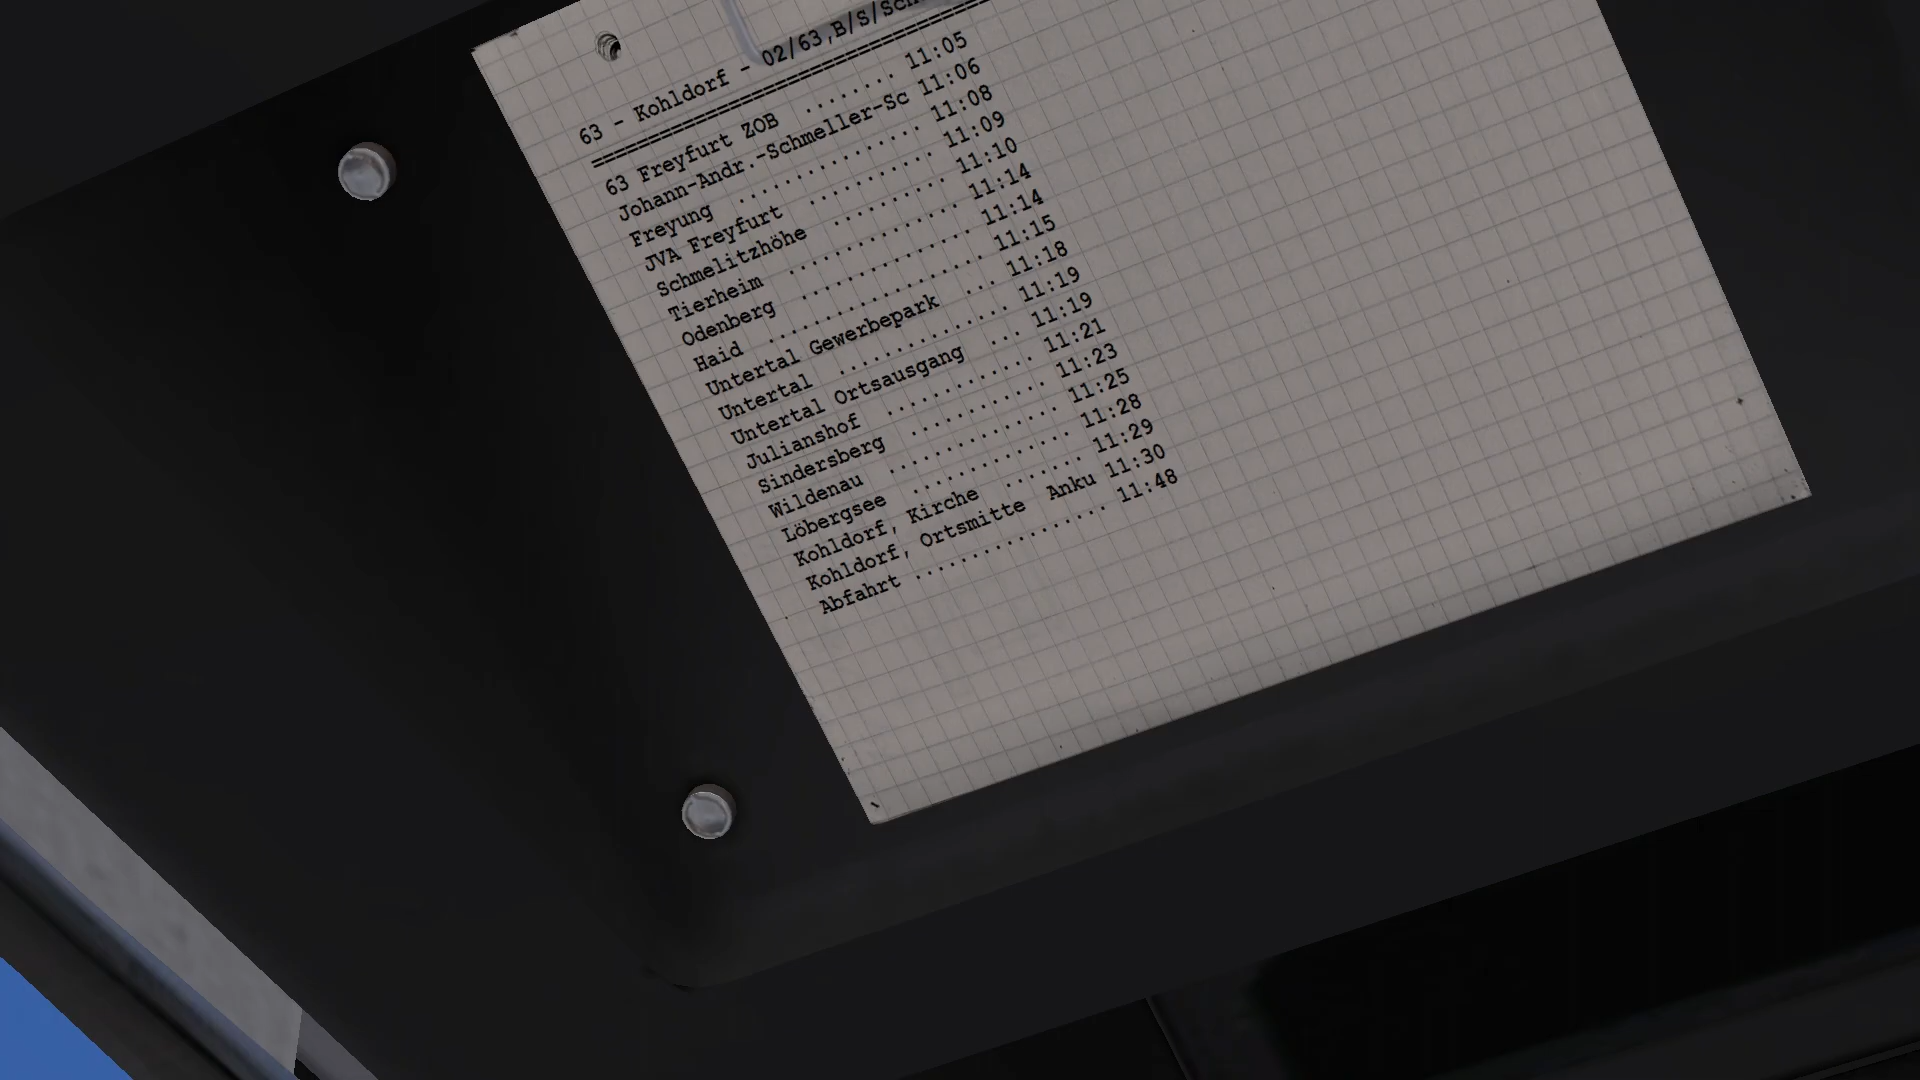 63 - Kohldorf - 02/63,B/S/Sch
63 Freyfurt ZOB ........ 11:05
Johann-Andr.-Schmeller-Sc 11:06
Freyung ................ 11:08
JVA Freyfurt ........... 11:09
Schmelitzhöhe .......... 11:10
Tierheim ............... 11:14
Odenberg ............... 11:14
Haid ................... 11:15
Untertal Gewerbepark ... 11:18
Untertal ............... 11:19
Untertal Ortsausgang ... 11:19
Julianshof ............. 11:21
Sindersberg ............ 11:23
Wildenau ............... 11:25
Löbergsee .............. 11:28
Kohldorf, Kirche ....... 11:29
Kohldorf, Ortsmitte Anku 11:30
Abfahrt ................. 11:48